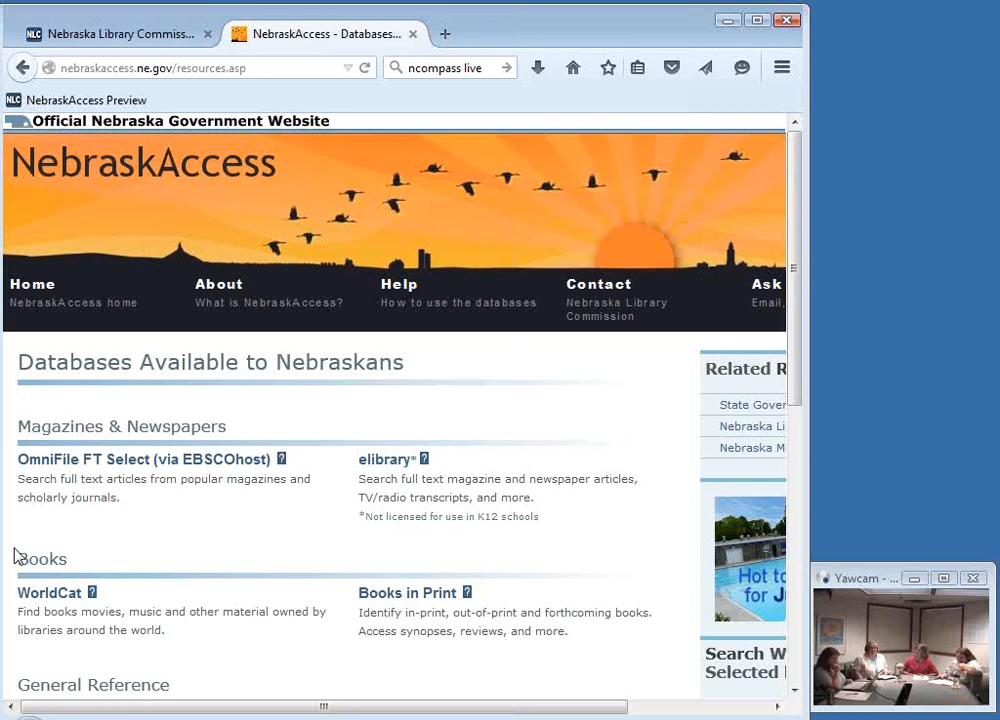 NLC Nebraska Library Commiss...
NebraskAccess - Databases...
nebraskaccess.ne.gov/resources.asp
ncompass live
NLC NebraskAccess Preview
Official Nebraska Government Website
NebraskAccess
Home
NebraskAccess home
About
What is NebraskAccess?
Help
How to use the databases
Contact
Nebraska Library
Commission
Ask
Email,
Databases Available to Nebraskans
Magazines & Newspapers
OmniFile FT Select (via EBSCOhost) ?
Search full text articles from popular magazines and
scholarly journals.
elibrary* ?
Search full text magazine and newspaper articles,
TV/radio transcripts, and more.
*Not licensed for use in K12 schools
Books
WorldCat ?
Find books movies, music and other material owned by
libraries around the world.
Books in Print ?
Identify in-print, out-of-print and forthcoming books.
Access synopses, reviews, and more.
General Reference
Related R
State Gover
Nebraska Li
Nebraska M
Hot to
for J
Search W
Selected
Yawcam - ...